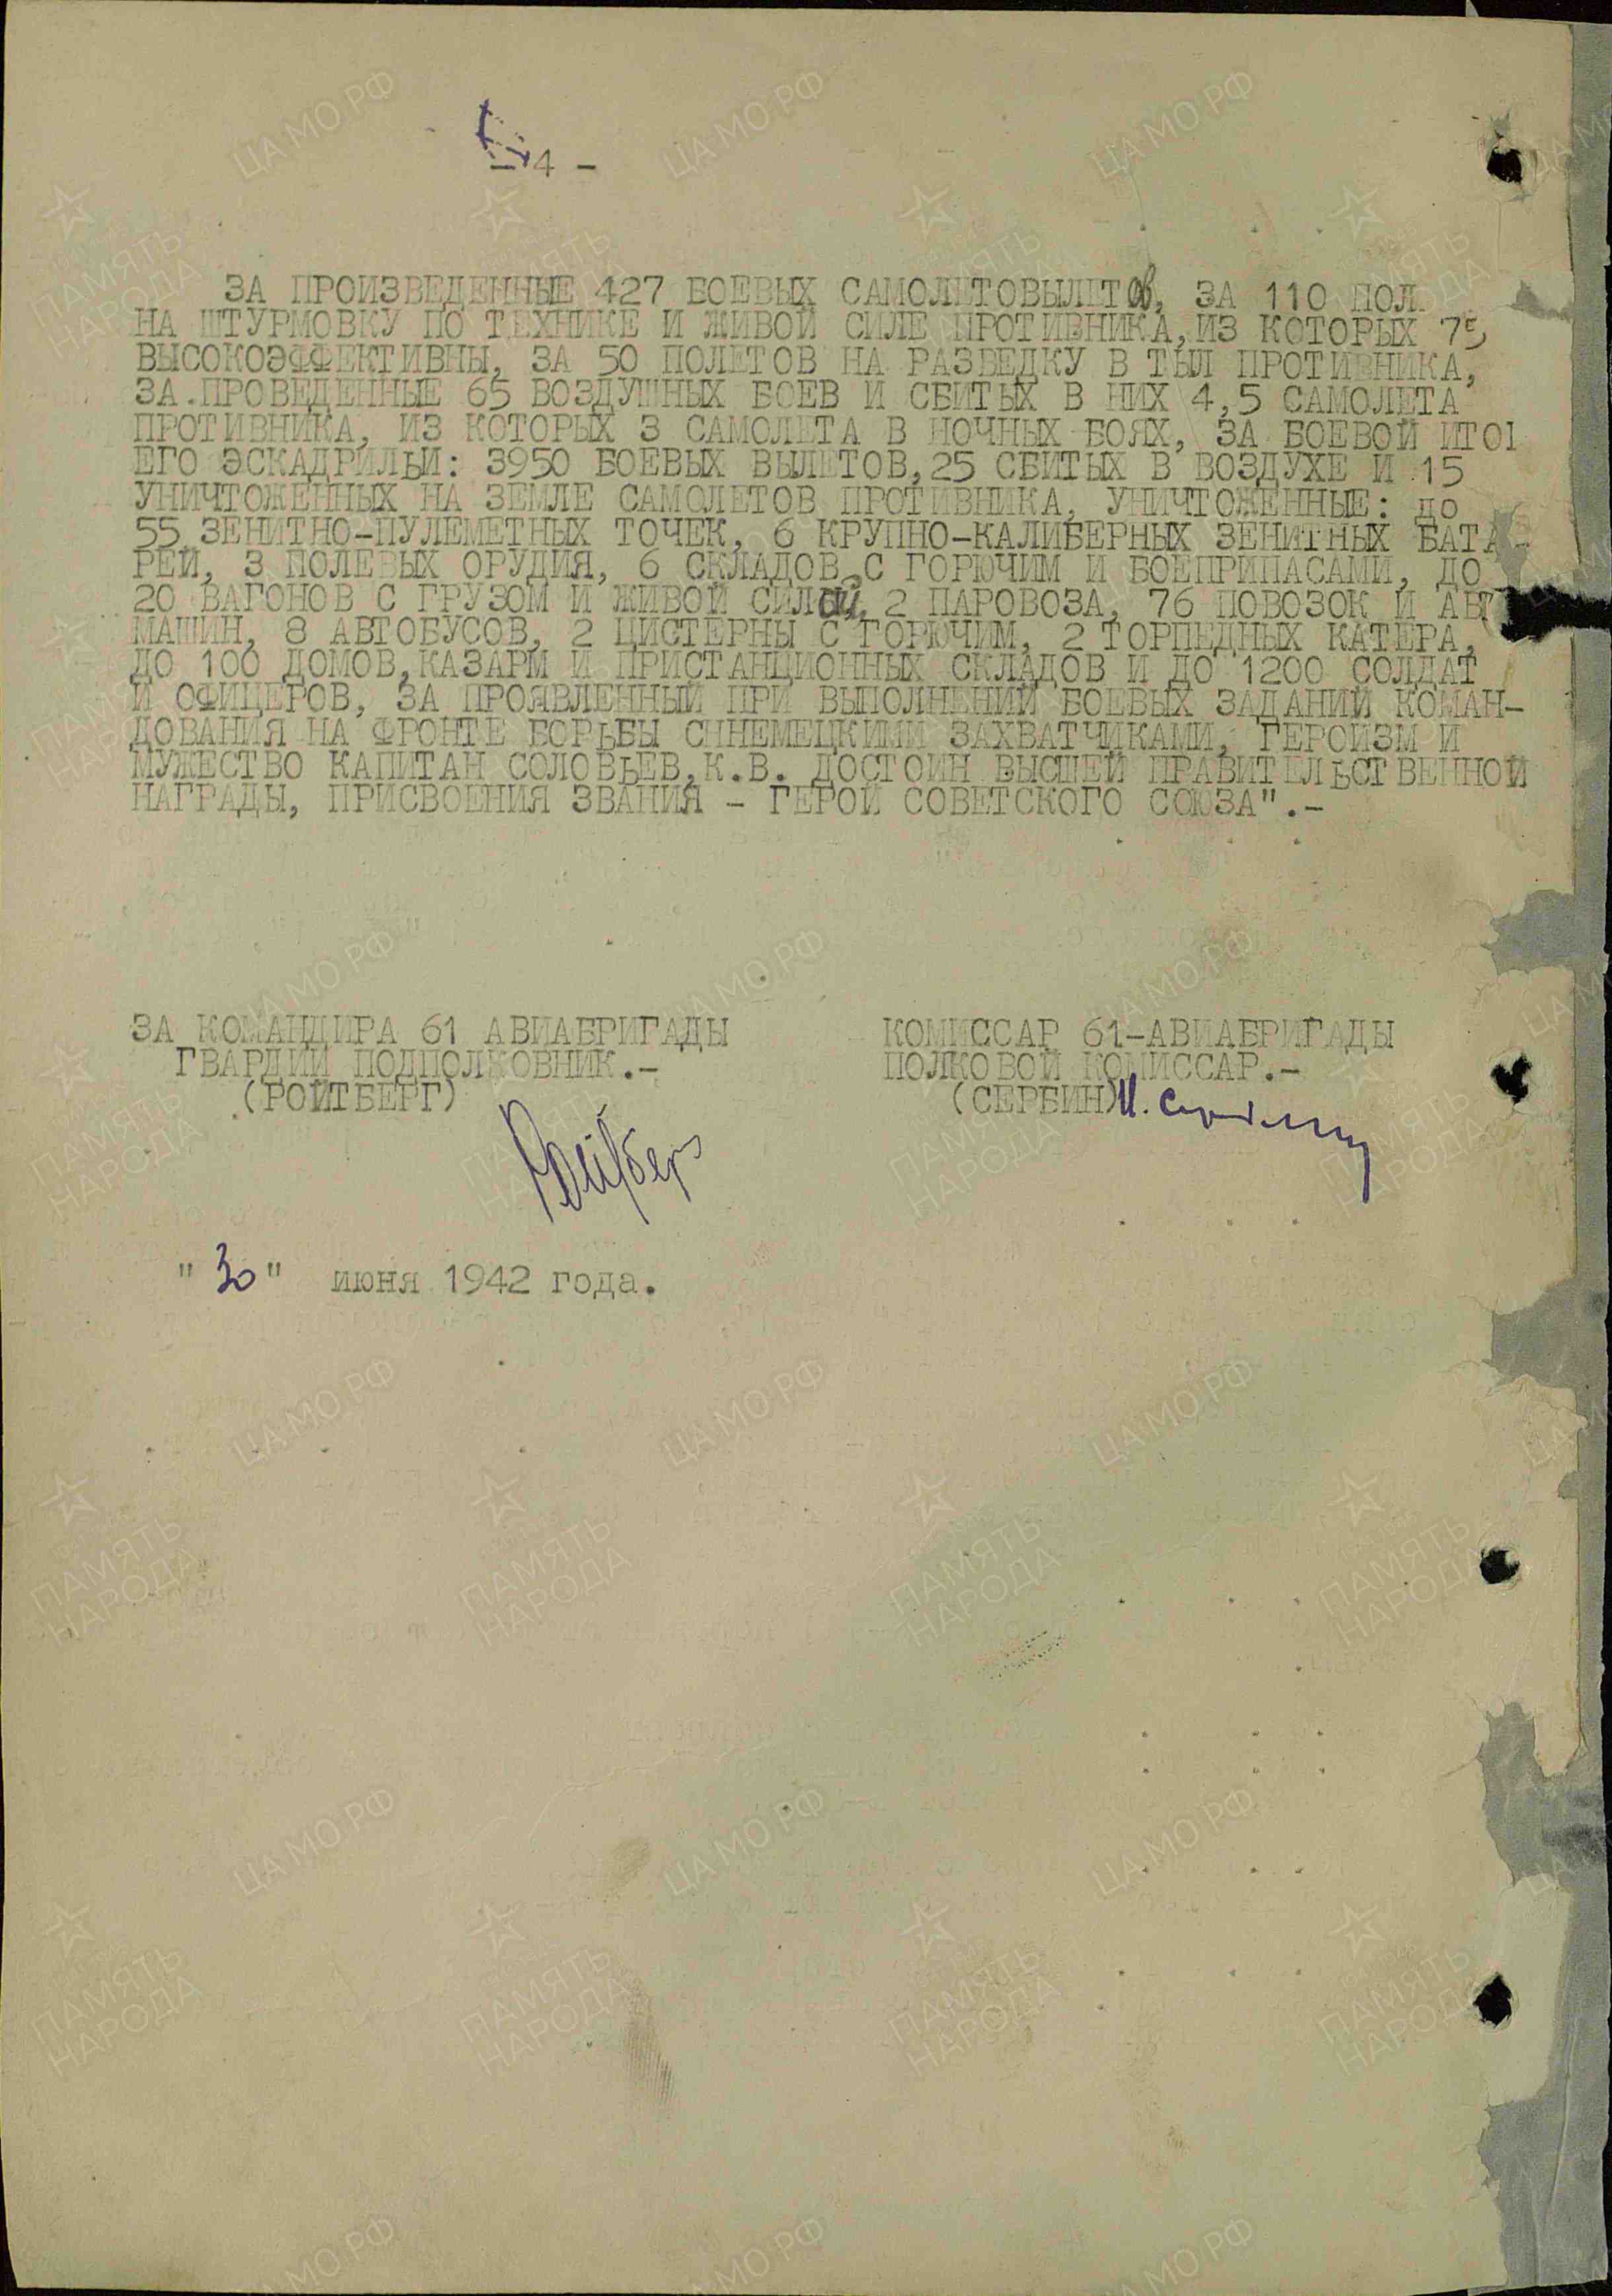 - 4 -
ЗА ПРОИЗВЕДЕННЫЕ 427 БОЕВЫХ САМОЛЕТОВЫЛЕТОВ, ЗА 110 ПОЛ
НА ШТУРМОВКУ ПО ТЕХНИКЕ И ЖИВОЙ СИЛЕ ПРОТИВНИКА, ИЗ КОТОРЫХ 75
ВЫСОКОЭФФЕКТИВНЫ, ЗА 50 ПОЛЕТОВ НА РАЗВЕДКУ В ТЫЛ ПРОТИВНИКА,
ЗА ПРОВЕДЕННЫЕ 65 ВОЗДУШНЫХ БОЕВ И СБИТЫХ В НИХ 4,5 САМОЛЕТА
ПРОТИВНИКА, ИЗ КОТОРЫХ 3 САМОЛЕТА В НОЧНЫХ БОЯХ, ЗА БОЕВОЙ ИТОГ
ЕГО ЭСКАДРИЛЬИ: 3950 БОЕВЫХ ВЫЛЕТОВ, 25 СБИТЫХ В ВОЗДУХЕ И 15
УНИЧТОЖЕННЫХ НА ЗЕМЛЕ САМОЛЕТОВ ПРОТИВНИКА, УНИЧТОЖЕННЫЕ: до
55 ЗЕНИТНО-ПУЛЕМЕТНЫХ ТОЧЕК, 6 КРУПНО-КАЛИБЕРНЫХ ЗЕНИТНЫХ БАТА-
РЕЙ, 3 ПОЛЕВЫХ ОРУДИЯ, 6 СКЛАДОВ С ГОРЮЧИМ И БОЕПРИПАСАМИ, ДО
20 ВАГОНОВ С ГРУЗОМ И ЖИВОЙ СИЛОЙ, 2 ПАРОВОЗА, 76 ПОВОЗОК И АВТ
МАШИН, 8 АВТОБУСОВ, 2 ЦИСТЕРНЫ С ГОРЮЧИМ, 2 ТОРПЕДНЫХ КАТЕРА,
ДО 100 ДОМОВ, КАЗАРМ И ПРИСТАНЦИОННЫХ СКЛАДОВ И ДО 1200 СОЛДАТ
И ОФИЦЕРОВ, ЗА ПРОЯВЛЕННЫЙ ПРИ ВЫПОЛНЕНИИ БОЕВЫХ ЗАДАНИЙ КОМАН-
ДОВАНИЯ НА ФРОНТЕ БОРЬБЫ СННЕМЕЦКИМИ ЗАХВАТЧИКАМИ, ГЕРОИЗМ И
МУЖЕСТВО КАПИТАН СОЛОВЬЕВ, К.В. ДОСТОИН ВЫСШЕЙ ПРАВИТЕЛЬСТВЕННОЙ
НАГРАДЫ, ПРИСВОЕНИЯ ЗВАНИЯ - ГЕРОЙ СОВЕТСКОГО СОЮЗА".-
ЗА КОМАНДИРА 61 АВИАБРИГАДЫ
ГВАРДИИ ПОДПОЛКОВНИК.-
(РОЙТБЕРГ)
Ройтберг
КОМИССАР 61-АВИАБРИГАДЫ
ПОЛКОВОЙ КОМИССАР.-
(СЕРБИН) И. Сербин
"30" июня 1942 года.
ЦА МО РФ
ПАМЯТЬ
НАРОДА